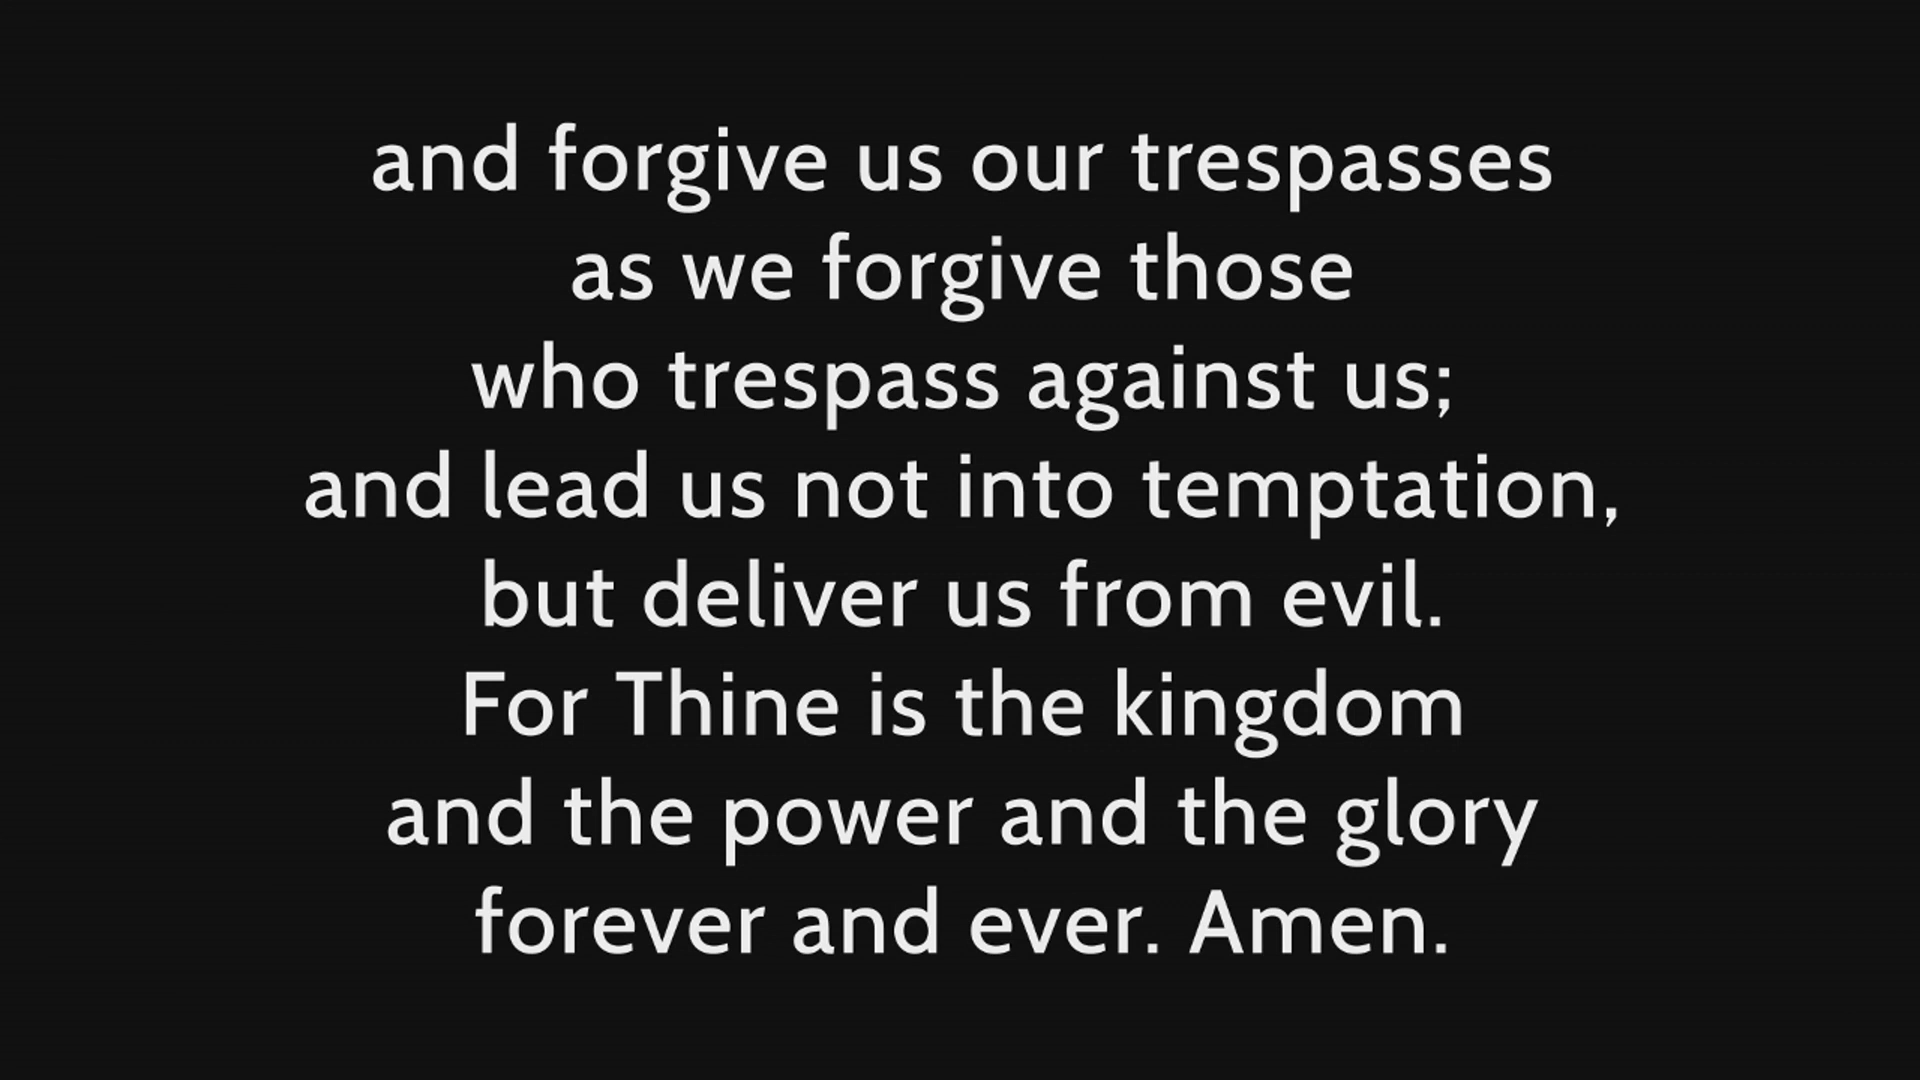 and forgive us our trespasses
as we forgive those
who trespass against us;
and lead us not into temptation,
but deliver us from evil.
For Thine is the kingdom
and the power and the glory
forever and ever. Amen.